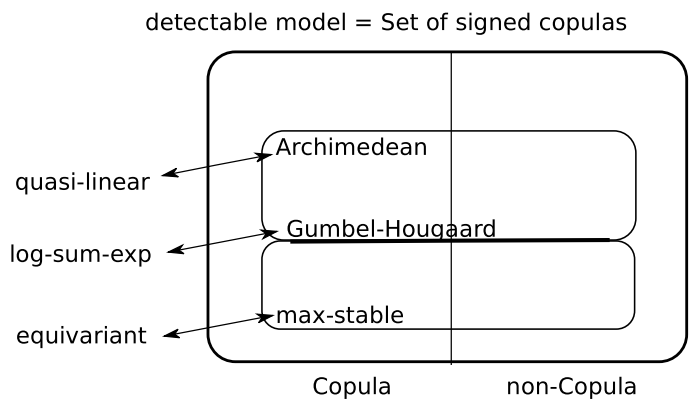 detectable model = Set of signed copulas
Archimedean
quasi-linear
Gumbel-Hougaard
log-sum-exp
max-stable
equivariant
Copula
non-Copula